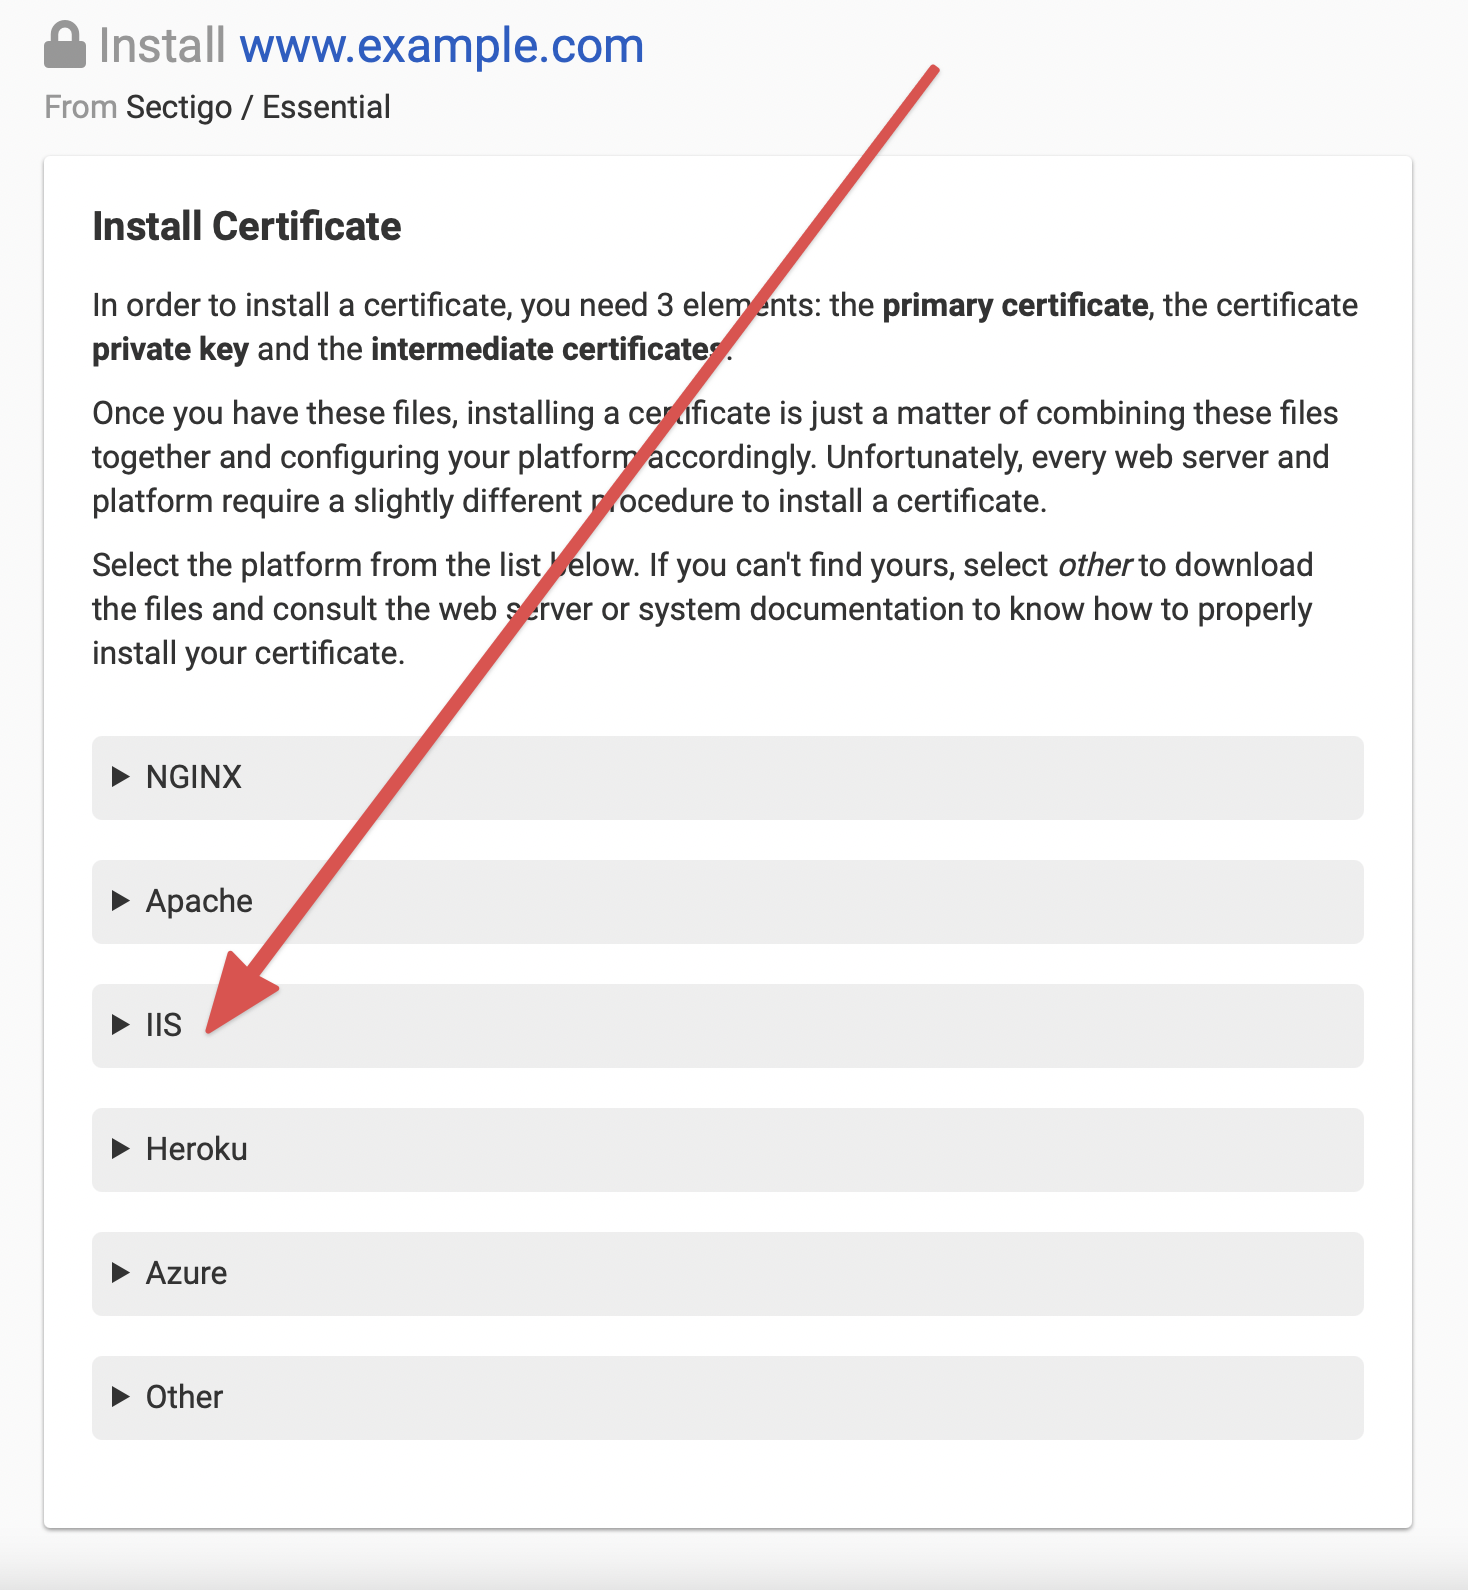 Install www.example.com
From Sectigo / Essential
Install Certificate
In order to install a certificate, you need 3 elements: the primary certificate, the certificate
private key and the intermediate certificates.
Once you have these files, installing a certificate is just a matter of combining these files
together and configuring your platform accordingly. Unfortunately, every web server and
platform require a slightly different procedure to install a certificate.
Select the platform from the list below. If you can't find yours, select other to download
the files and consult the web server or system documentation to know how to properly
install your certificate.
NGINX
Apache
IIS
Heroku
Azure
Other